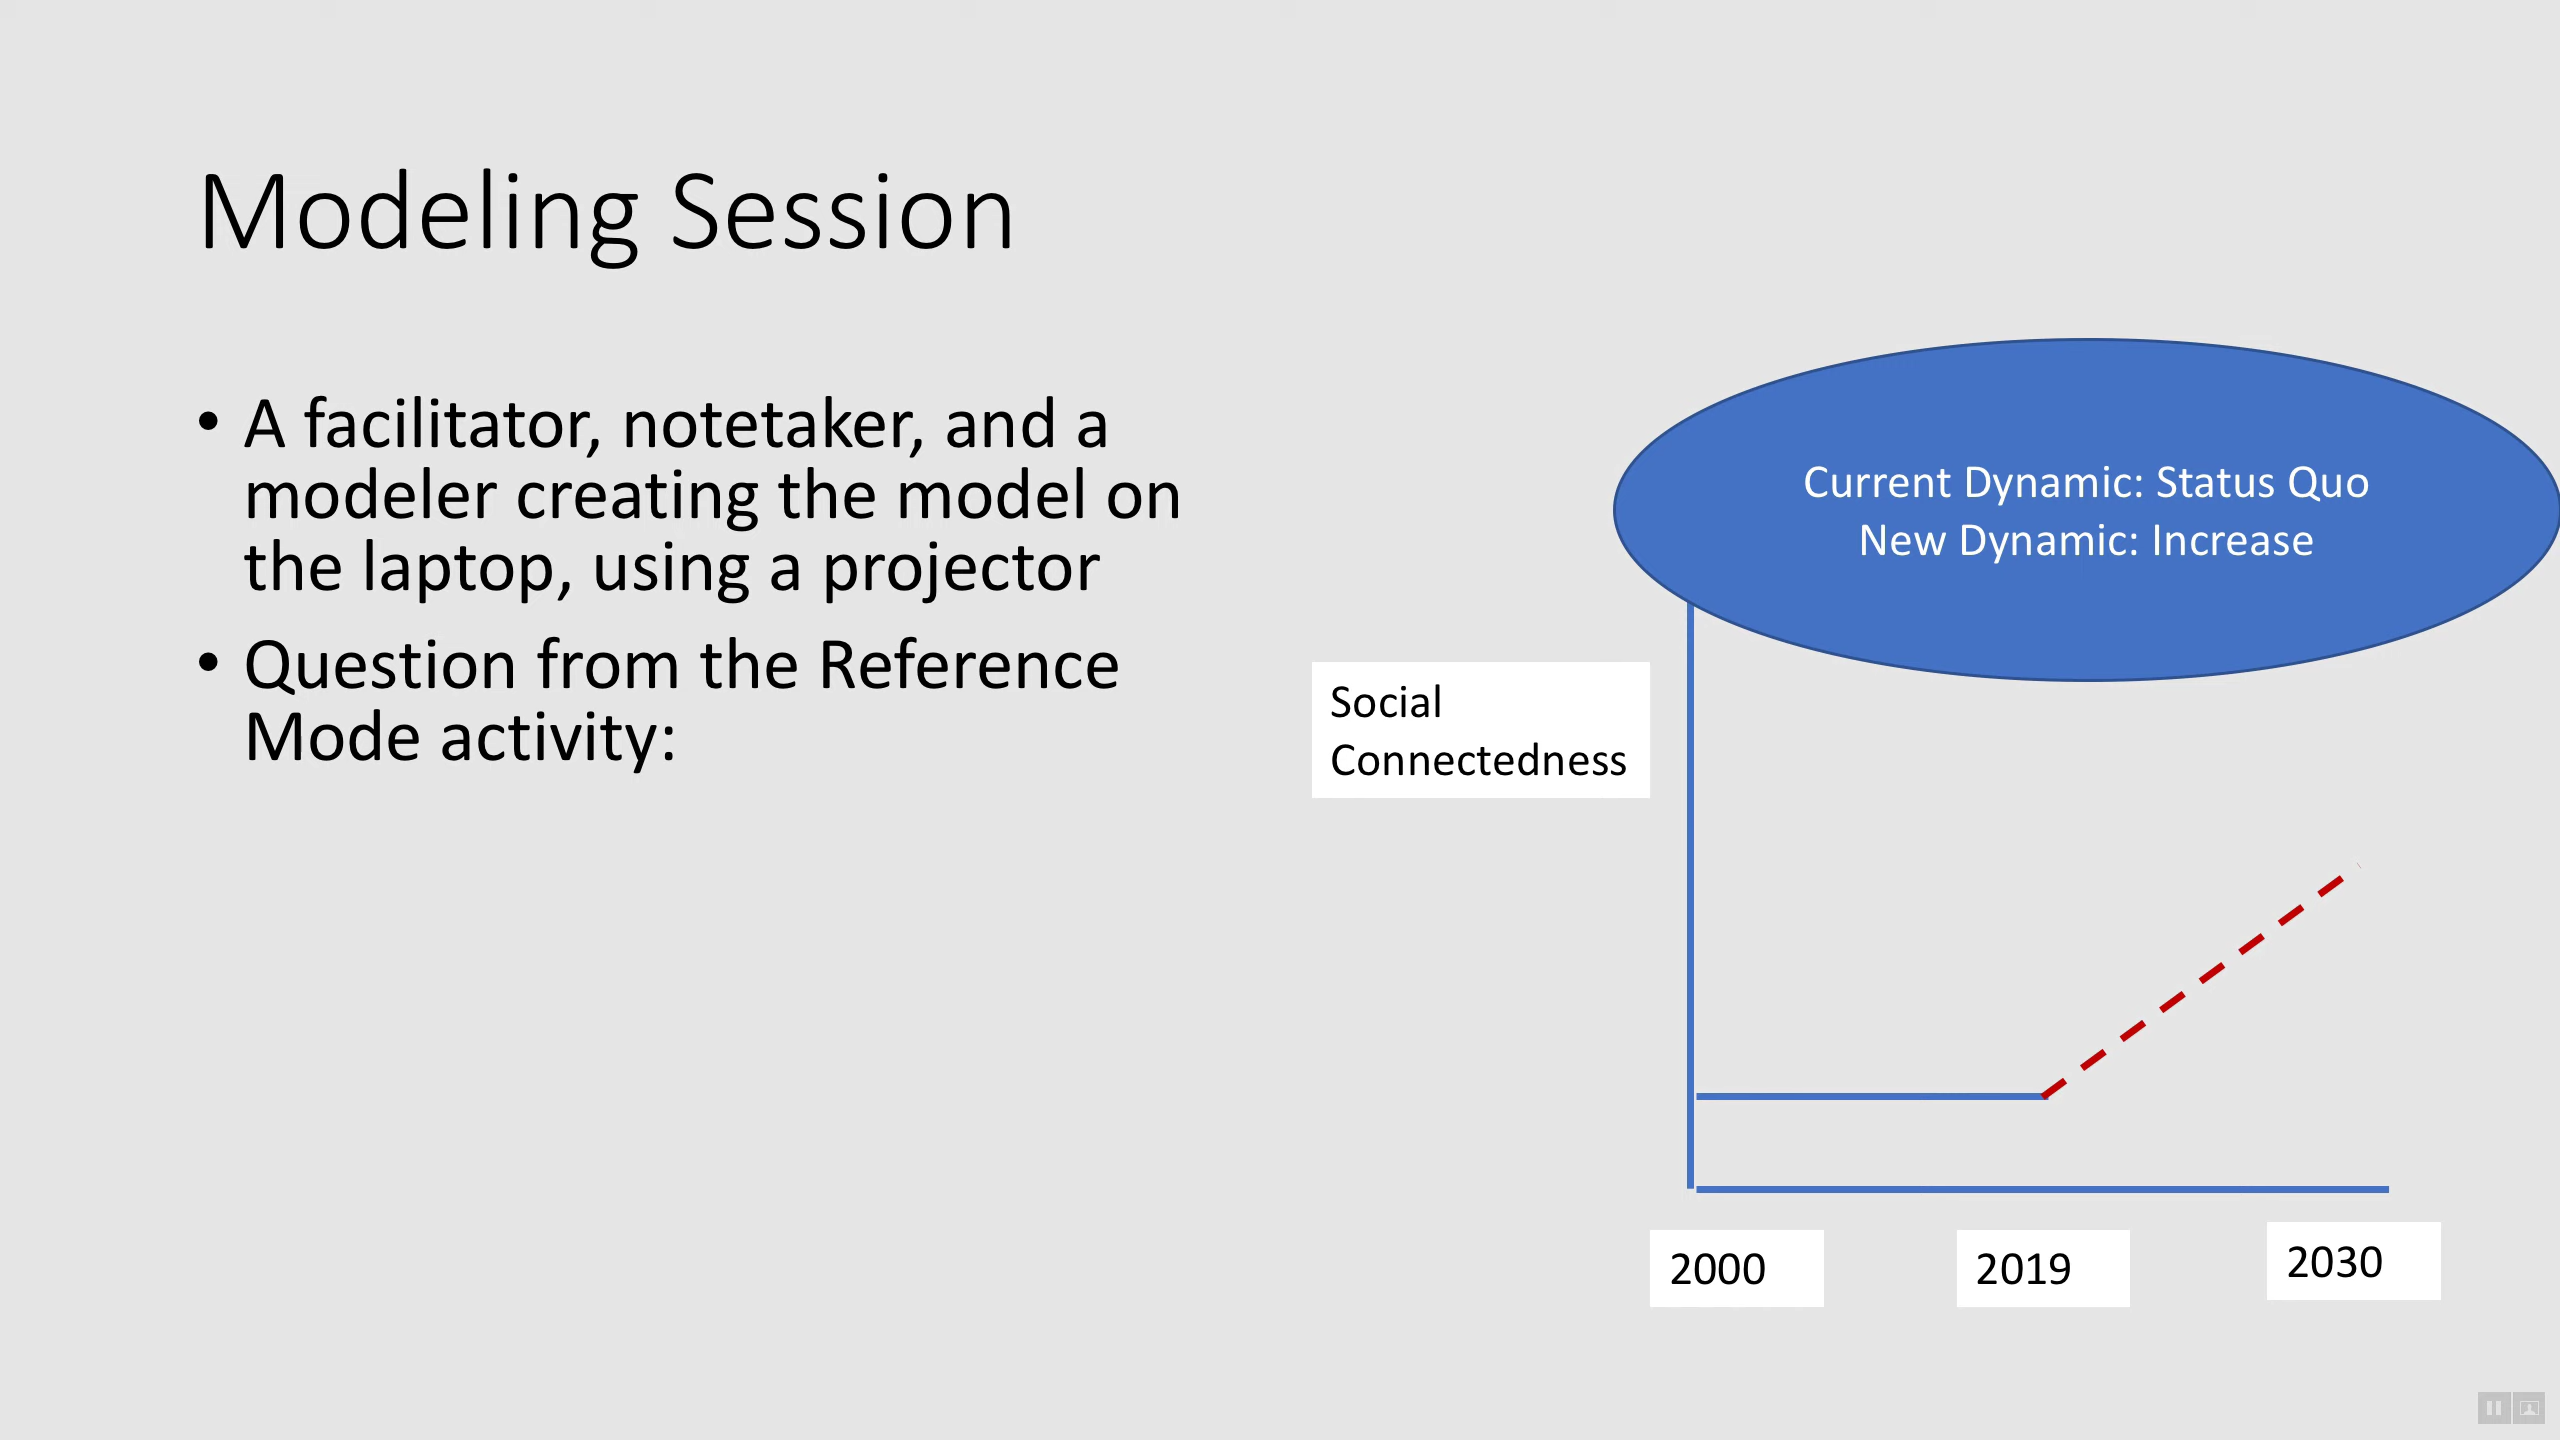 Modeling Session
• A facilitator, notetaker, and a
modeler creating the model on
the laptop, using a projector
• Question from the Reference
Mode activity:
Current Dynamic: Status Quo
New Dynamic: Increase
Social
Connectedness
2000
2019
2030